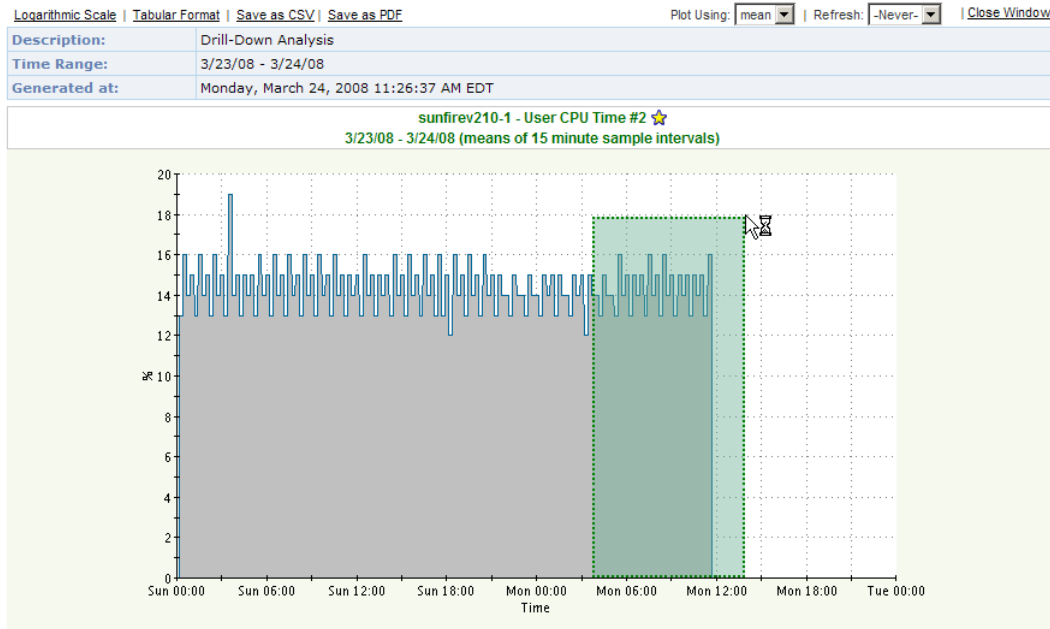 Logarithmic Scale | Tabular Format | Save as CSV | Save as PDF Plot Using: mean | Refresh: -Never- | Close Window
Description: Drill-Down Analysis
Time Range: 3/23/08 - 3/24/08
Generated at: Monday, March 24, 2008 11:26:37 AM EDT
sunfirev210-1 - User CPU Time #2
3/23/08 - 3/24/08 (means of 15 minute sample intervals)
20
18
16
14
12
%
10
8
6
4
2
0
Sun 00:00 Sun 06:00 Sun 12:00 Sun 18:00 Mon 00:00 Mon 06:00 Mon 12:00 Mon 18:00 Tue 00:00
Time